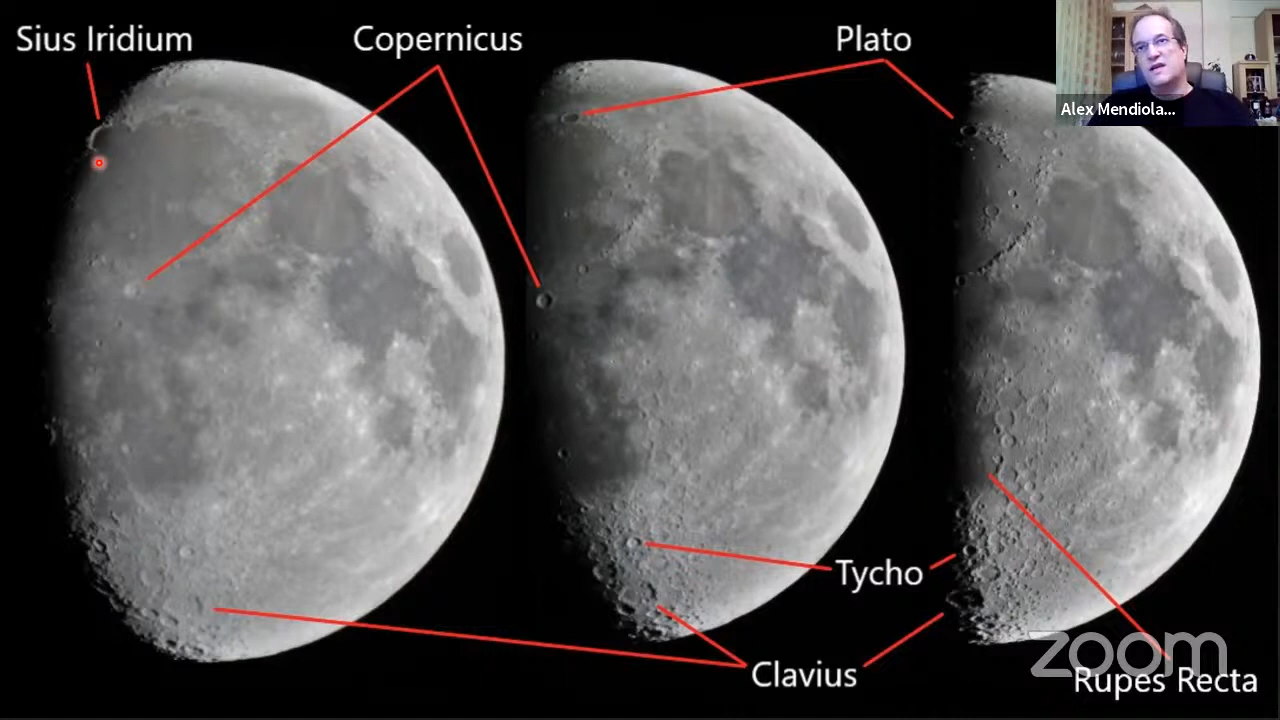 Sius Iridium
Copernicus
Plato
Alex Mendiola...
Tycho
Clavius
zoom
Rupes Recta